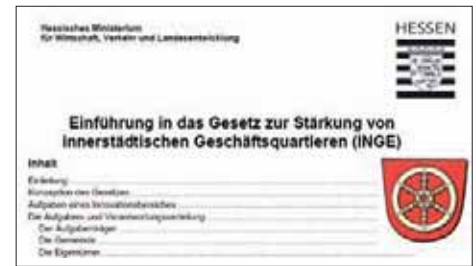 Hessisches Ministerium
für Wirtschaft, Verkehr und Landesentwicklung
HESSEN
Einführung in das Gesetz zur Stärkung von
Innerstädtischen Geschäftsquartieren (INGE)
Inhalt
Einleitung
Konzeption des Gesetzes
Aufgaben eines Innovationsbereiches
Die Aufgaben- und Verantwortungsverteilung
Der Aufgabenträger
Die Gemeinde
Die Eigentümer